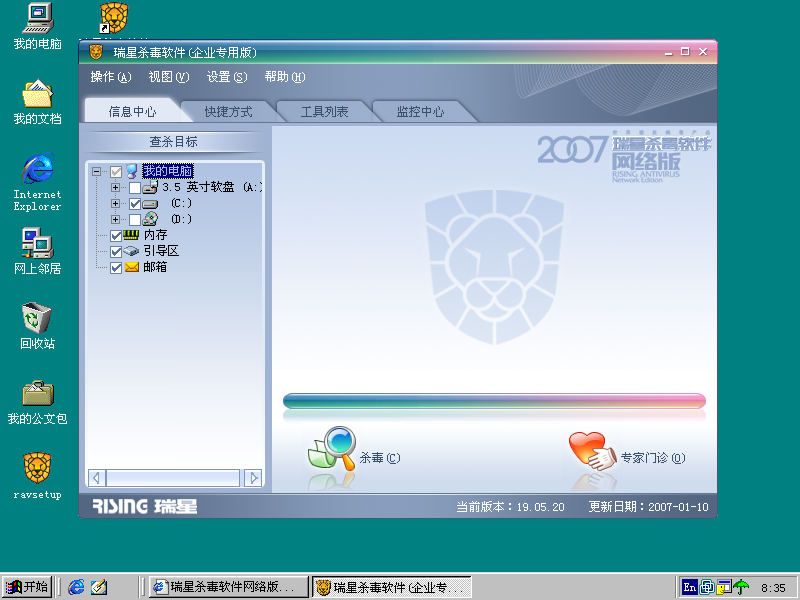 我的电脑
我的文档
Internet
Explorer
网上邻居
回收站
我的公文包
ravsetup
瑞星杀毒软件(企业专用版)
操作(A) 视图(V) 设置(S) 帮助(H)
信息中心 快捷方式 工具列表 监控中心
查杀目标
我的电脑
3.5 英寸软盘 (A:)
(C:)
(D:)
内存
引导区
邮箱
2007 瑞星杀毒软件
网络版
RISING ANTIVIRUS
Network Edition
杀毒(C)
专家门诊(O)
RISING 瑞星
当前版本：19.05.20 更新日期：2007-01-10
开始
瑞星杀毒软件网络版...
瑞星杀毒软件(企业专...
En
8:35